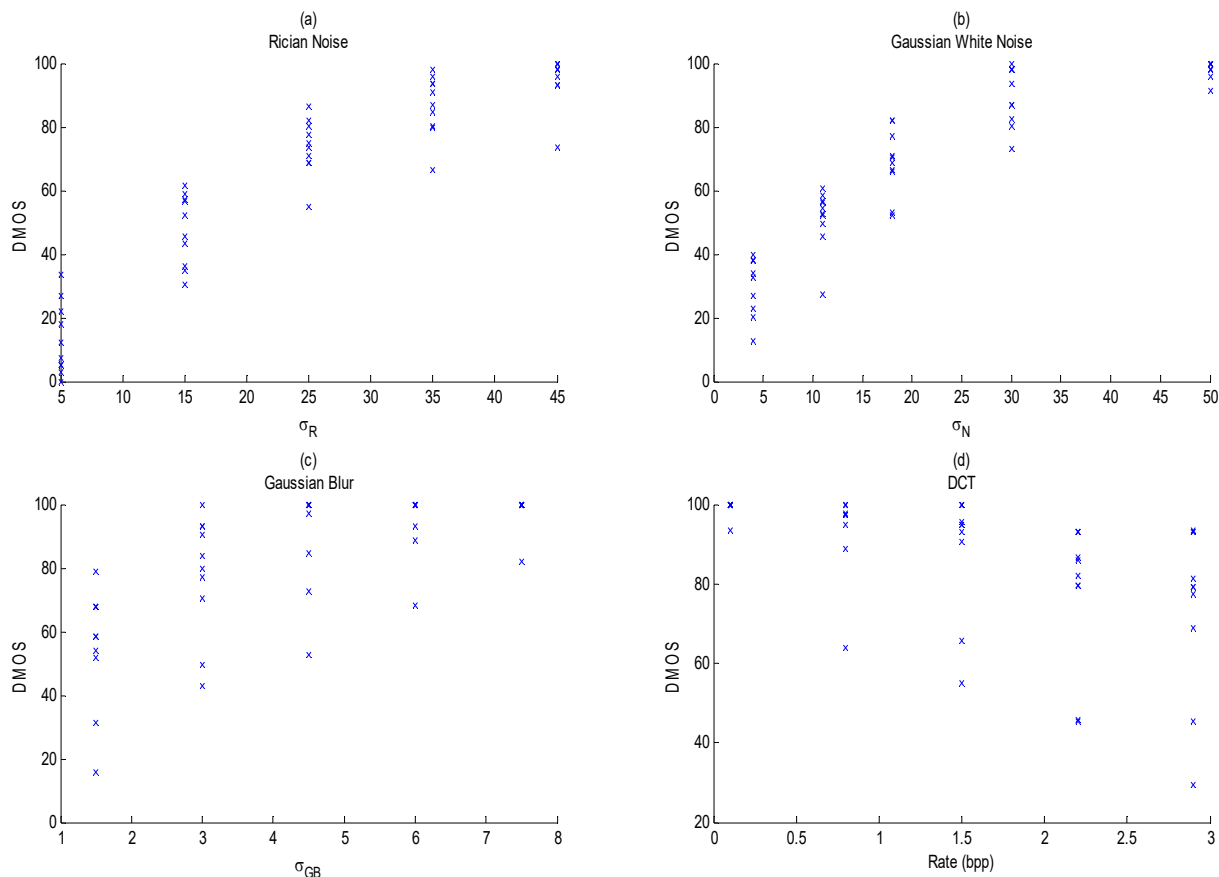 (a)
Rician Noise
100
80
60
40
20
0
DMOS
5 10 15 20 25 30 35 40 45
σR
(b)
Gaussian White Noise
100
80
60
40
20
0
DMOS
0 5 10 15 20 25 30 35 40 45 50
σN
(c)
Gaussian Blur
100
80
60
40
20
0
DMOS
1 2 3 4 5 6 7 8
σGB
(d)
DCT
100
80
60
40
20
DMOS
0 0.5 1 1.5 2 2.5 3
Rate (bpp)